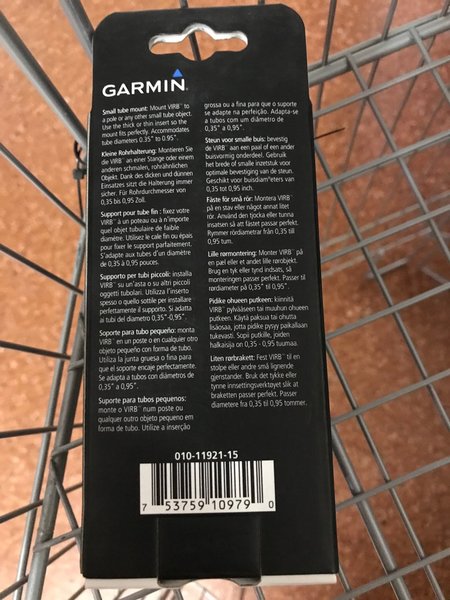 GARMIN
Small tube mount: Mount VIRB™ to
a pole or any other small tube object.
Use the thick or thin insert so the
mount fits perfectly. Accommodates
tube diameters 0.35" to 0.95".
Kleine Rohrhalterung: Montieren Sie
die VIRB™ an einer Stange oder einem
anderen schmalen, rohrähnlichen
Objekt. Dank des dicken und dünnen
Einsatzes sitzt die Halterung immer
sicher. Für Rohrdurchmesser von
0,35 bis 0,95 Zoll.
Support pour tube fin : fixez votre
VIRB™ à un poteau ou à n'importe
quel objet tubulaire de faible
diamètre. Utilisez le cale fin ou épais
pour fixer le support parfaitement.
S'adapte aux tubes d'un diamètre
de 0,35 à 0,95 pouces.
Supporto per tubi piccoli: installa
VIRB™ su un'asta o su altri piccoli
oggetti tubolari. Utilizza l'inserto
spesso o quello sottile per installare
perfettamente il supporto. Si adatta
ai tubi del diametro 0,35"-0,95".
Soporte para tubo pequeño: monta
VIRB™ en un poste o en cualquier otro
objeto pequeño con forma de tubo.
Utiliza la junta gruesa o fina para
que el soporte encaje perfectamente.
Se adapta a tubos con diámetros de
0,35" a 0,95".
Suporte para tubos pequenos:
monte o VIRB™ num poste ou
qualquer outro objeto pequeno em
forma de tubo. Utilize a inserção
grossa ou a fina para que o suporte
se adapte na perfeição. Adapta-se
a tubos com um diâmetro de
0,35" a 0,95".
Steun voor smalle buis: bevestig
de VIRB™ aan een paal of een ander
buisvormig onderdeel. Gebruik
het brede of smalle inzetstuk voor
optimale bevestiging van de steun.
Geschikt voor buisdiam°eters van
0,35 tot 0,95 inch.
Fäste för små rör: Montera VIRB™
på en stav eller något annat litet
rör. Använd den tjocka eller tunna
insatsen så att fästet passar perfekt.
Rymmer rördiametrar från 0,35 till
0,95 tum.
Lille rørmontering: Monter VIRB™ på
en pæl eller et andet lille rørobjekt.
Brug en tyk eller tynd indsats, så
monteringen passer perfekt. Passer til
rørdiameter på 0,35" til 0,95".
Pidike ohueen putkeen: kiinnitä
VIRB™ pylvääseen tai muuhun ohueen
putkeen. Käytä paksua tai ohutta
lisäosaa, jotta pidike pysyy paikallaan
tukevasti. Sopii putkille, joiden
halkaisija on 0,35 - 0,95 tuumaa.
Liten rørbrakett: Fest VIRB™ til en
stolpe eller andre små lignende
gjenstander. Bruk det tykke eller
tynne innsettingsverktøyet slik at
braketten passer perfekt. Passer
diametere fra 0,35 til 0,95 tommer.
010-11921-15
7 53759 10979 0